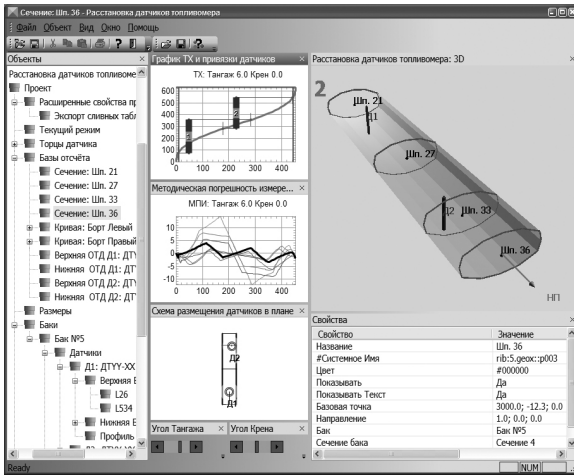 Сечение: Шп. 36 - Расстановка датчиков топливомера
Файл Объект Вид Окно Помощь
Объекты
Расстановка датчиков топливоме
Проект
Расширенные свойства пр
Экспорт сливных табл
Текущий режим
Торцы датчика
Базы отсчёта
Сечение: Шп. 21
Сечение: Шп. 27
Сечение: Шп. 33
Сечение: Шп. 36
Кривая: Борт Левый
Кривая: Борт Правый
Верхняя ОТД Д1: ДТУ
Нижняя ОТД Д1: ДТУ
Верхняя ОТД Д2: ДТ
Нижняя ОТД Д2: ДТ
Размеры
Баки
Бак №5
Датчики
Д1: ДТYY-XX
Верхняя Б
L26
L534
Нижняя Б
Профиль
График ТХ и привязки датчиков
ТХ: Тангаж 6.0 Крен 0.0
600
500
400
300
200
100
0
0 100 200 300 400
Методическая погрешность измере...
МПИ: Тангаж 6.0 Крен 0.0
10
5
0
-5
-10
0 100 200 300 400
Схема размещения датчиков в плане
Д2
Д1
Угол Тангажа
Угол Крена
Расстановка датчиков топливомера: 3D
2
Шп. 21
Д1
Шп. 27
Д2
Шп. 33
Шп. 36
НП
Свойства
Свойство Значение
Название Шп. 36
#Системное Имя rib:5.geox::p003
Цвет #000000
Показывать Да
Показывать Текст Да
Базовая точка 3000.0; -12.3; 0.0
Направление 1.0; 0.0; 0.0
Бак Бак №5
Сечение бака Сечение 4
Ready
NUM